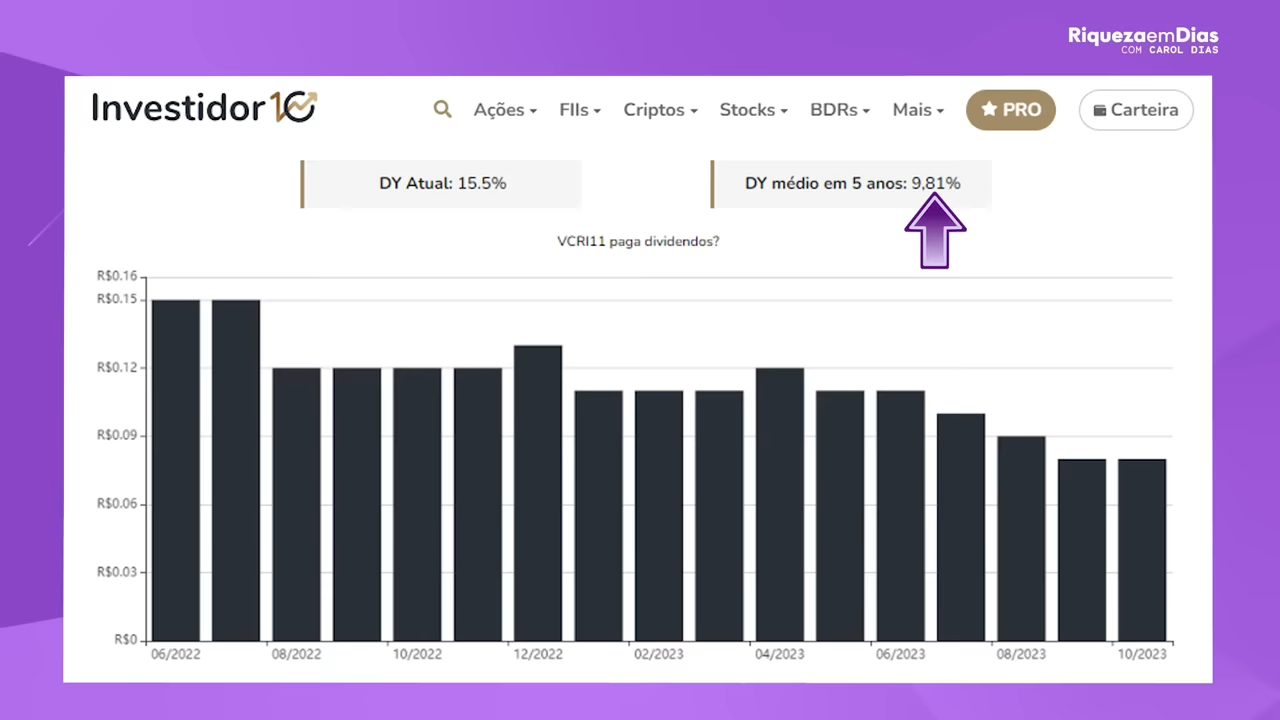 RiquezaemDias
COM CAROL DIAS
Investidor 10
Ações
FIIs
Criptos
Stocks
BDRs
Mais
PRO
Carteira
DY Atual: 15.5%
DY médio em 5 anos: 9,81%
VCRI11 paga dividendos?
R$0.16
R$0.15
R$0.12
R$0.09
R$0.06
R$0.03
R$0
06/2022 08/2022 10/2022 12/2022 02/2023 04/2023 06/2023 08/2023 10/2023